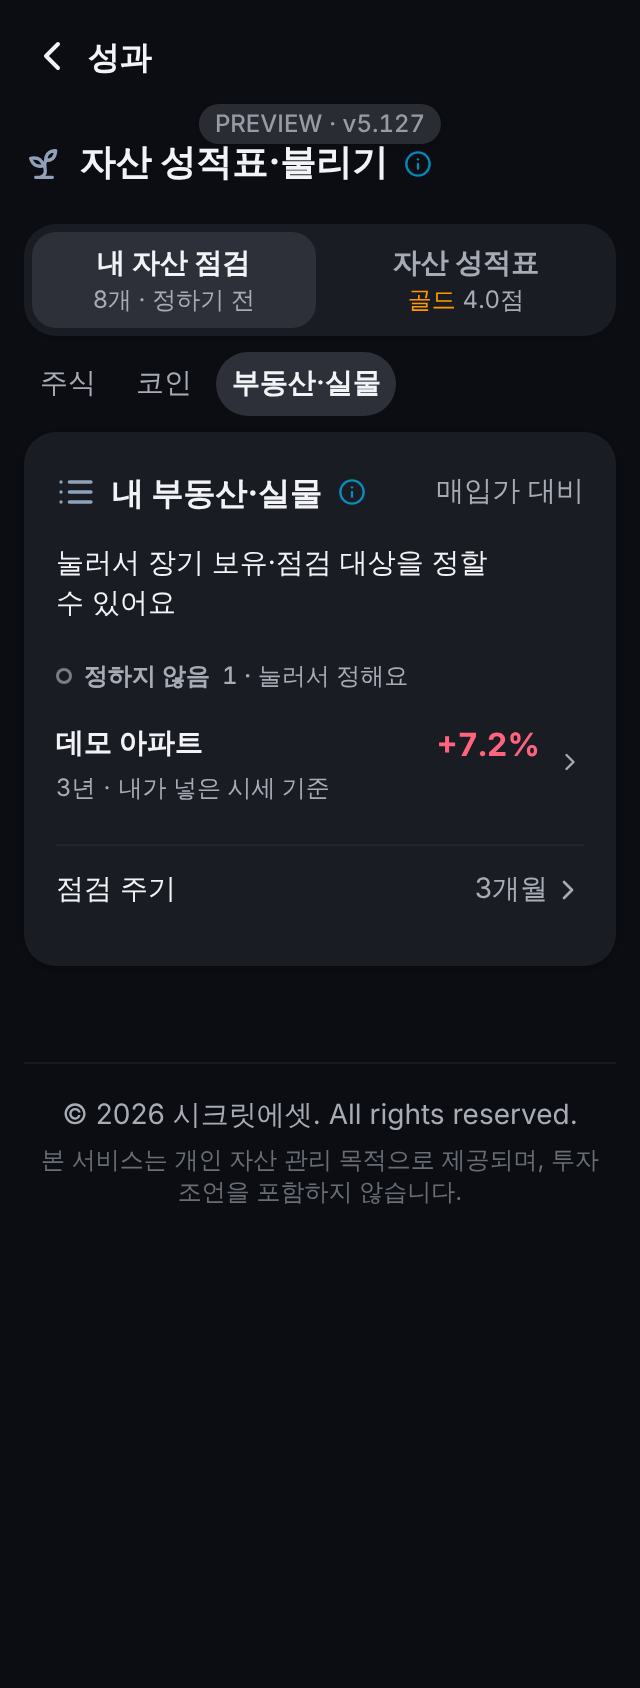 성과
PREVIEW · v5.127
자산 성적표·불리기
내 자산 점검
8개 · 정하기 전
자산 성적표
골드 4.0점
주식 코인 부동산·실물
내 부동산·실물
매입가 대비
눌러서 장기 보유·점검 대상을 정할
수 있어요
정하지 않음 1 · 눌러서 정해요
데모 아파트
+7.2%
3년 · 내가 넣은 시세 기준
점검 주기
3개월
© 2026 시크릿에셋. All rights reserved.
본 서비스는 개인 자산 관리 목적으로 제공되며, 투자
조언을 포함하지 않습니다.